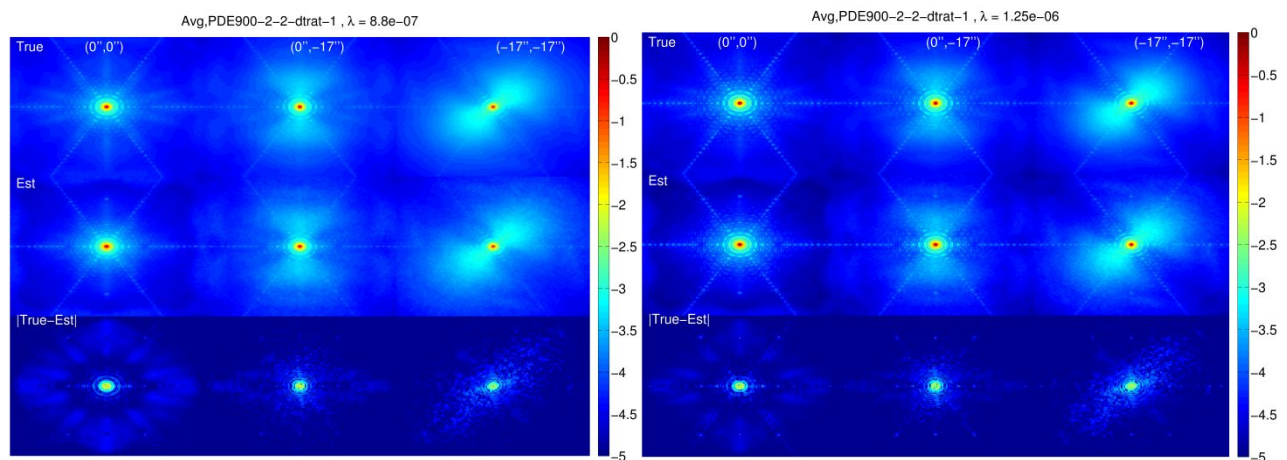 Avg,PDE900-2-2-dtrat-1 , λ = 8.8e-07
True (0'',0'') (0'',-17'') (-17'',-17'')
Est
|True-Est|
0
-0.5
-1
-1.5
-2
-2.5
-3
-3.5
-4
-4.5
-5
Avg,PDE900-2-2-dtrat-1 , λ = 1.25e-06
True (0'',0'') (0'',-17'') (-17'',-17'')
Est
|True-Est|
0
-0.5
-1
-1.5
-2
-2.5
-3
-3.5
-4
-4.5
-5